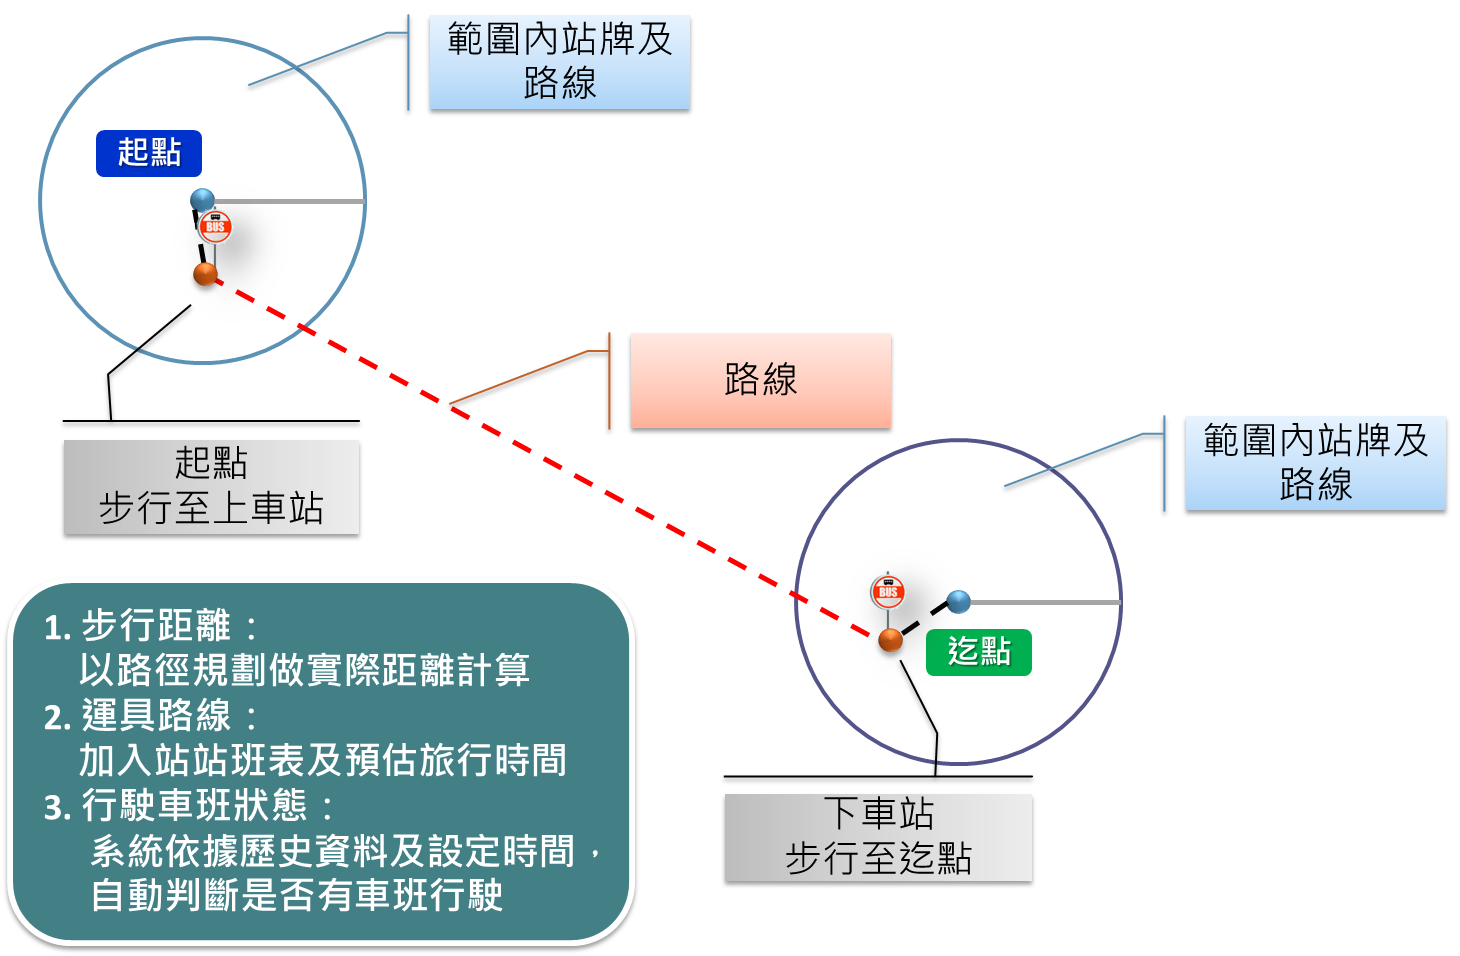 範圍內站牌及
路線
起點
BUS
路線
起點
步行至上車站
範圍內站牌及
路線
BUS
迄點
下車站
步行至迄點
1. 步行距離：
以路徑規劃做實際距離計算
2. 運具路線：
加入站站班表及預估旅行時間
3. 行駛車班狀態：
系統依據歷史資料及設定時間，
自動判斷是否有車班行駛